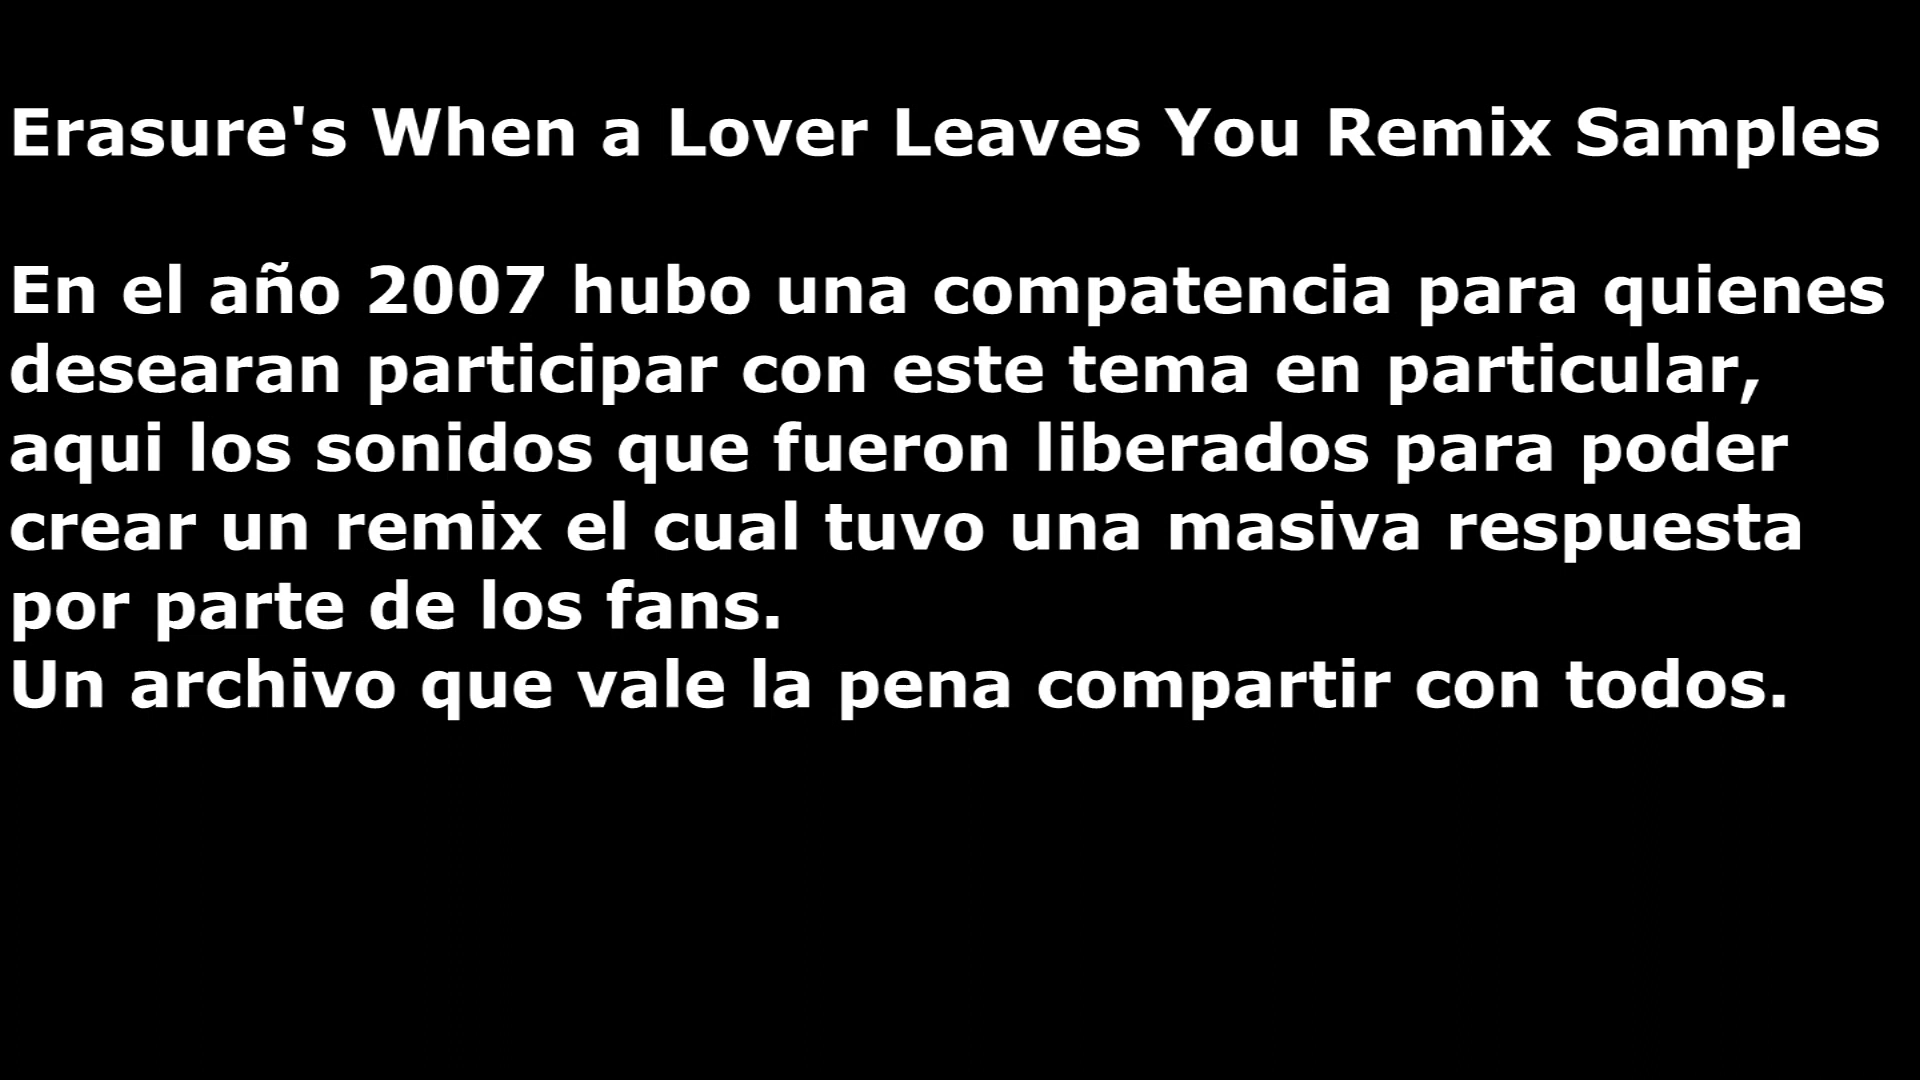 Erasure's When a Lover Leaves You Remix Samples
En el año 2007 hubo una compatencia para quienes
desearan participar con este tema en particular,
aqui los sonidos que fueron liberados para poder
crear un remix el cual tuvo una masiva respuesta
por parte de los fans.
Un archivo que vale la pena compartir con todos.